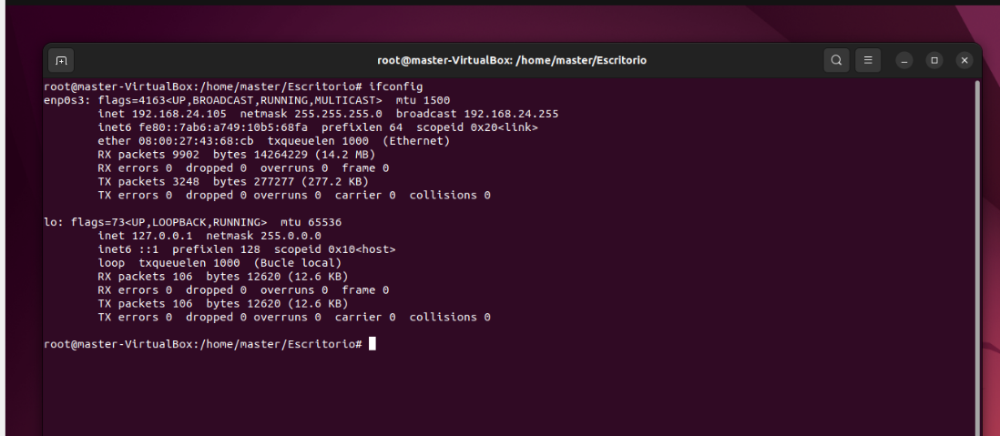 root@master-VirtualBox: /home/master/Escritorio
root@master-VirtualBox:/home/master/Escritorio# ifconfig
enp0s3: flags=4163<UP,BROADCAST,RUNNING,MULTICAST>  mtu 1500
        inet 192.168.24.105  netmask 255.255.255.0  broadcast 192.168.24.255
        inet6 fe80::7ab6:a749:10b5:68fa  prefixlen 64  scopeid 0x20<link>
        ether 08:00:27:43:68:cb  txqueuelen 1000  (Ethernet)
        RX packets 9902  bytes 14264229 (14.2 MB)
        RX errors 0  dropped 0  overruns 0  frame 0
        TX packets 3248  bytes 277277 (277.2 KB)
        TX errors 0  dropped 0 overruns 0  carrier 0  collisions 0
lo: flags=73<UP,LOOPBACK,RUNNING>  mtu 65536
        inet 127.0.0.1  netmask 255.0.0.0
        inet6 ::1  prefixlen 128  scopeid 0x10<host>
        loop  txqueuelen 1000  (Bucle local)
        RX packets 106  bytes 12620 (12.6 KB)
        RX errors 0  dropped 0  overruns 0  frame 0
        TX packets 106  bytes 12620 (12.6 KB)
        TX errors 0  dropped 0 overruns 0  carrier 0  collisions 0
root@master-VirtualBox:/home/master/Escritorio#